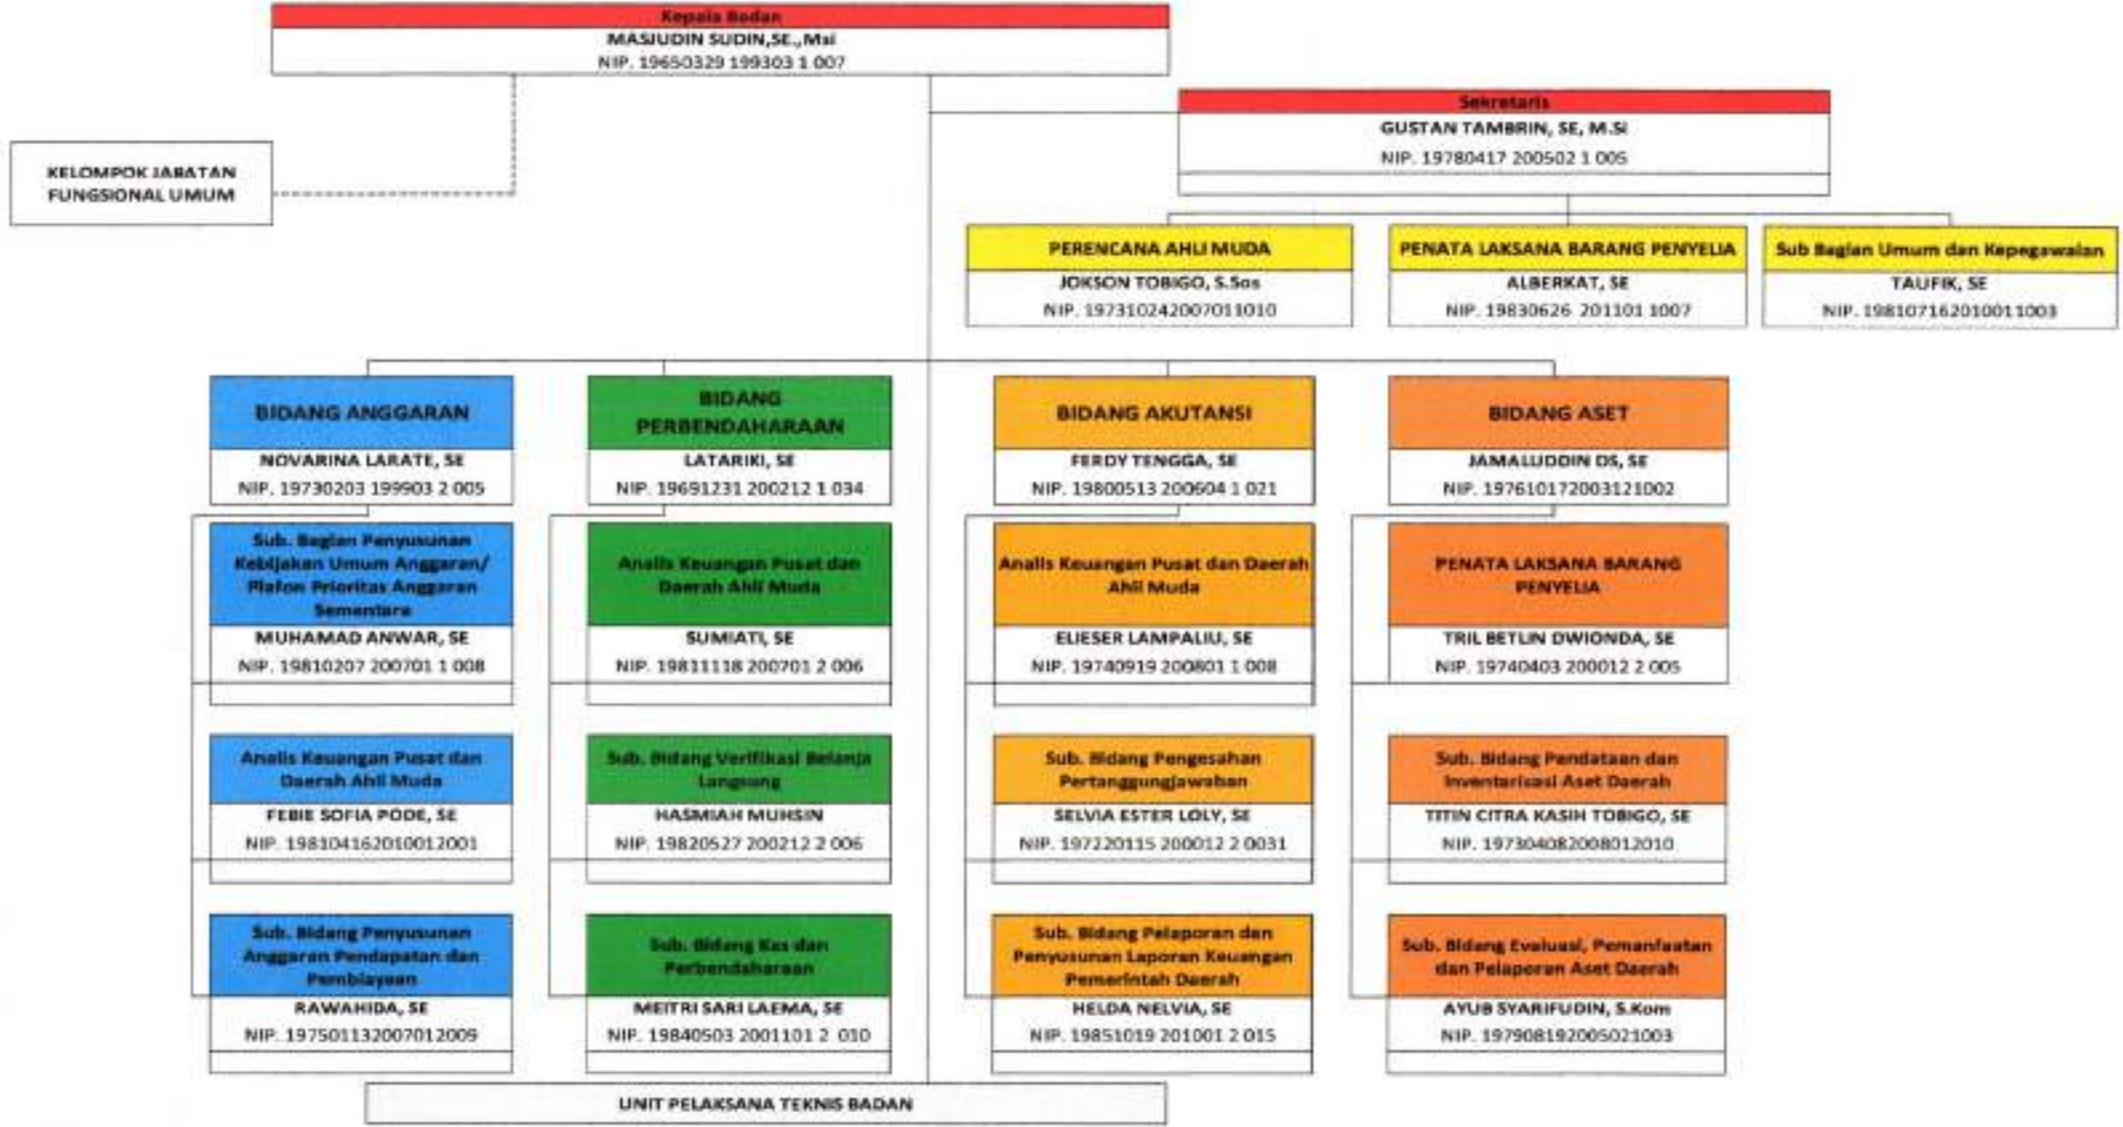 Kepala Badan
MASJUDIN SUDIN,SE.,Msi
NIP. 19650329 199303 1 007
Sekretaris
GUSTAN TAMBRIN, SE, M.Si
NIP. 19780417 200502 1 005
KELOMPOK JABATAN
FUNGSIONAL UMUM
PERENCANA AHLI MUDA
JOKSON TOBIGO, S.Sos
NIP. 197310242007011010
PENATA LAKSANA BARANG PENYELIA
ALBERKAT, SE
NIP. 19830626 201101 1007
Sub Bagian Umum dan Kepegawaian
TAUFIK, SE
NIP. 198107162010011003
BIDANG ANGGARAN
NOVARINA LARATE, SE
NIP. 19730203 199903 2 005
Sub. Bagian Penyusunan
Kebijakan Umum Anggaran/
Plafon Prioritas Anggaran
Sementara
MUHAMAD ANWAR, SE
NIP. 19810207 200701 1 008
Analis Keuangan Pusat dan
Daerah Ahli Muda
FEBIE SOFIA PODE, SE
NIP. 198104162010012001
Sub. Bidang Penyusunan
Anggaran Pendapatan dan
Pembiayaan
RAWAHIDA, SE
NIP. 197501132007012009
BIDANG
PERBENDAHARAAN
LATARIKI, SE
NIP. 19691231 200212 1 034
Analis Keuangan Pusat dan
Daerah Ahli Muda
SUMIATI, SE
NIP. 19811118 200701 2 006
Sub. Bidang Verifikasi Belanja
Langsung
HASMIAH MUHSIN
NIP. 19820527 200212 2 006
Sub. Bidang Kas dan
Perbendaharaan
MEITRI SARI LAEMA, SE
NIP. 19840503 2001101 2 010
BIDANG AKUTANSI
FERDY TENGGA, SE
NIP. 19800513 200604 1 021
Analis Keuangan Pusat dan Daerah
Ahli Muda
ELIESER LAMPALIU, SE
NIP. 19740919 200801 1 008
Sub. Bidang Pengesahan
Pertanggungjawaban
SELVIA ESTER LOLY, SE
NIP. 197220115 200012 2 0031
Sub. Bidang Pelaporan dan
Penyusunan Laporan Keuangan
Pemerintah Daerah
HELDA NELVIA, SE
NIP. 19851019 201001 2 015
BIDANG ASET
JAMALUDDIN DS, SE
NIP. 197610172003121002
PENATA LAKSANA BARANG
PENYELIA
TRIL BETLIN DWIONDA, SE
NIP. 19740403 200012 2 005
Sub. Bidang Pendataan dan
Inventarisasi Aset Daerah
TITIN CITRA KASIH TOBIGO, SE
NIP. 197304082008012010
Sub. Bidang Evaluasi, Pemanfaatan
dan Pelaporan Aset Daerah
AYUB SYARIFUDIN, S.Kom
NIP. 197908192005021003
UNIT PELAKSANA TEKNIS BADAN